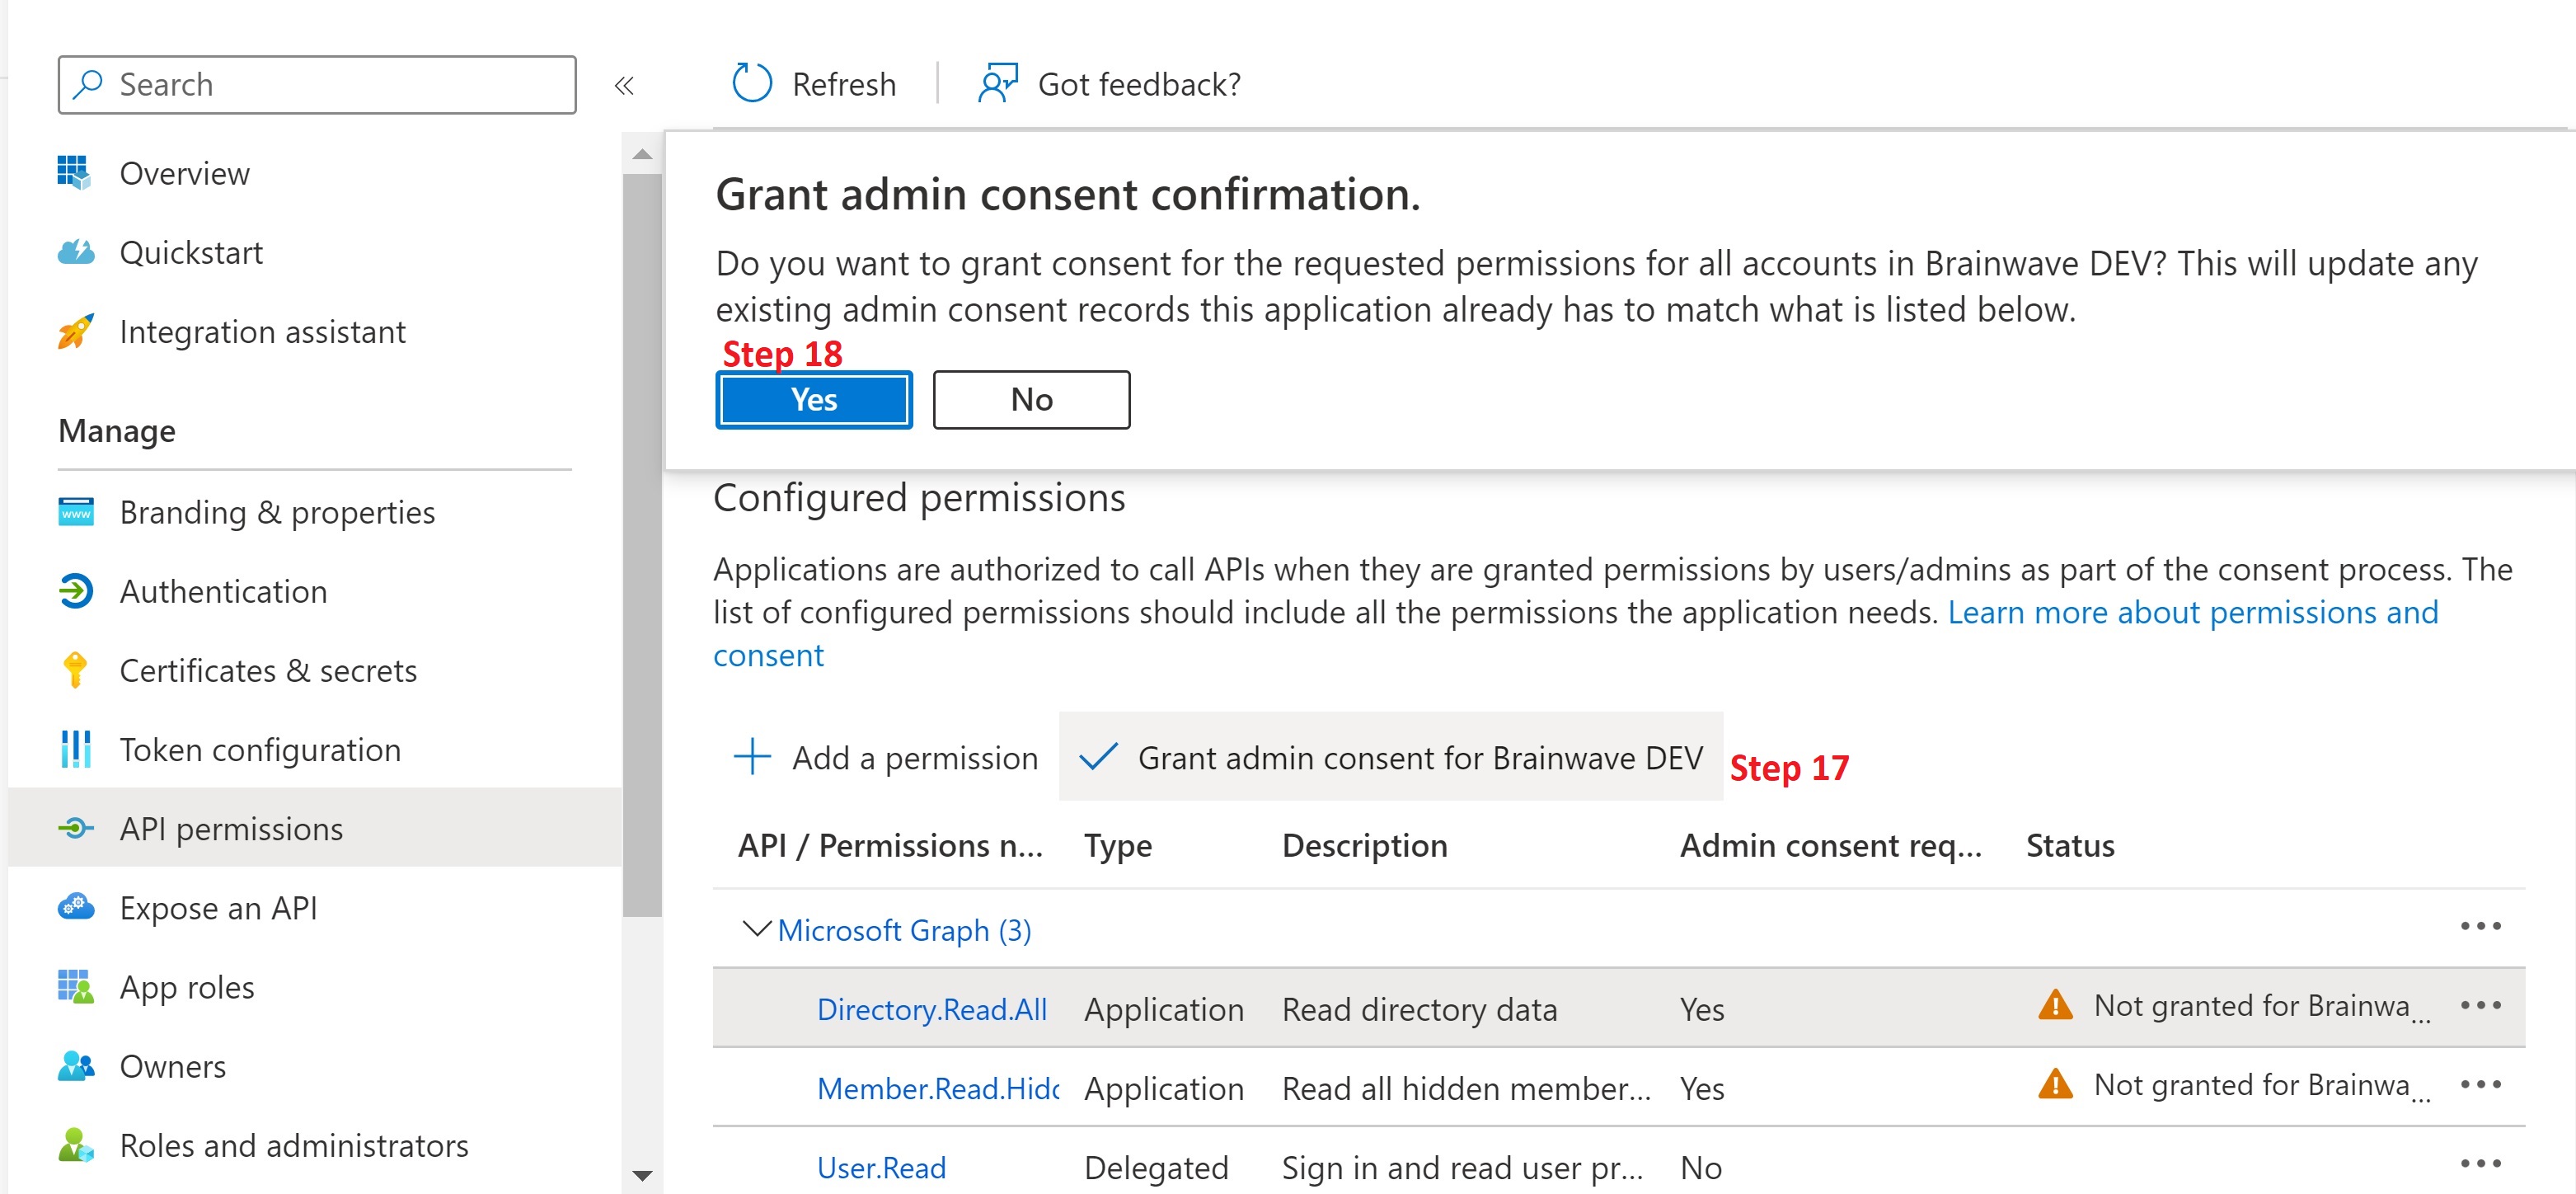 Search
«
Overview
Quickstart
Integration assistant
Manage
Branding & properties
Authentication
Certificates & secrets
Token configuration
API permissions
Expose an API
App roles
Owners
Roles and administrators
Refresh
Got feedback?
Grant admin consent confirmation.
Do you want to grant consent for the requested permissions for all accounts in Brainwave DEV? This will update any
existing admin consent records this application already has to match what is listed below.
Step 18
Yes
No
Configured permissions
Applications are authorized to call APIs when they are granted permissions by users/admins as part of the consent process. The
list of configured permissions should include all the permissions the application needs. Learn more about permissions and
consent
Add a permission
Grant admin consent for Brainwave DEV
Step 17
API / Permissions n... Type Description Admin consent req... Status
Microsoft Graph (3) ...
Directory.Read.All Application Read directory data Yes Not granted for Brainwa... ...
Member.Read.Hidd Application Read all hidden member... Yes Not granted for Brainwa... ...
User.Read Delegated Sign in and read user pr... No ...
www